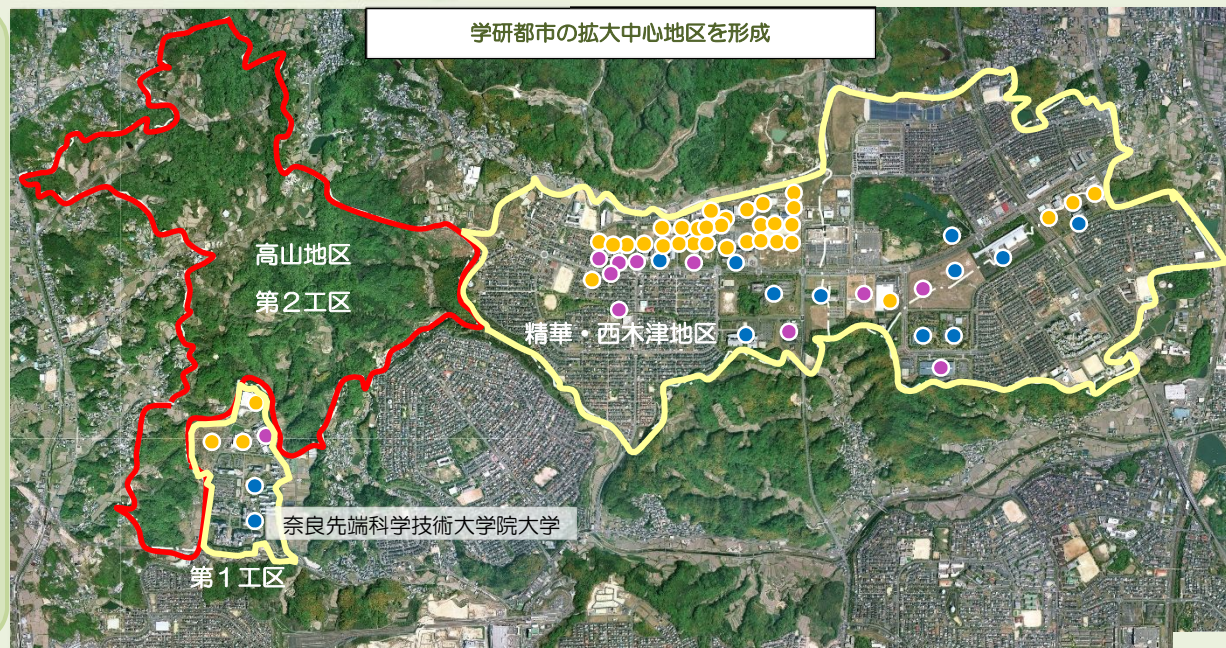 学研都市の拡大中心地区を形成
高山地区
第２工区
精華・西木津地区
奈良先端科学技術大学院大学
第１工区